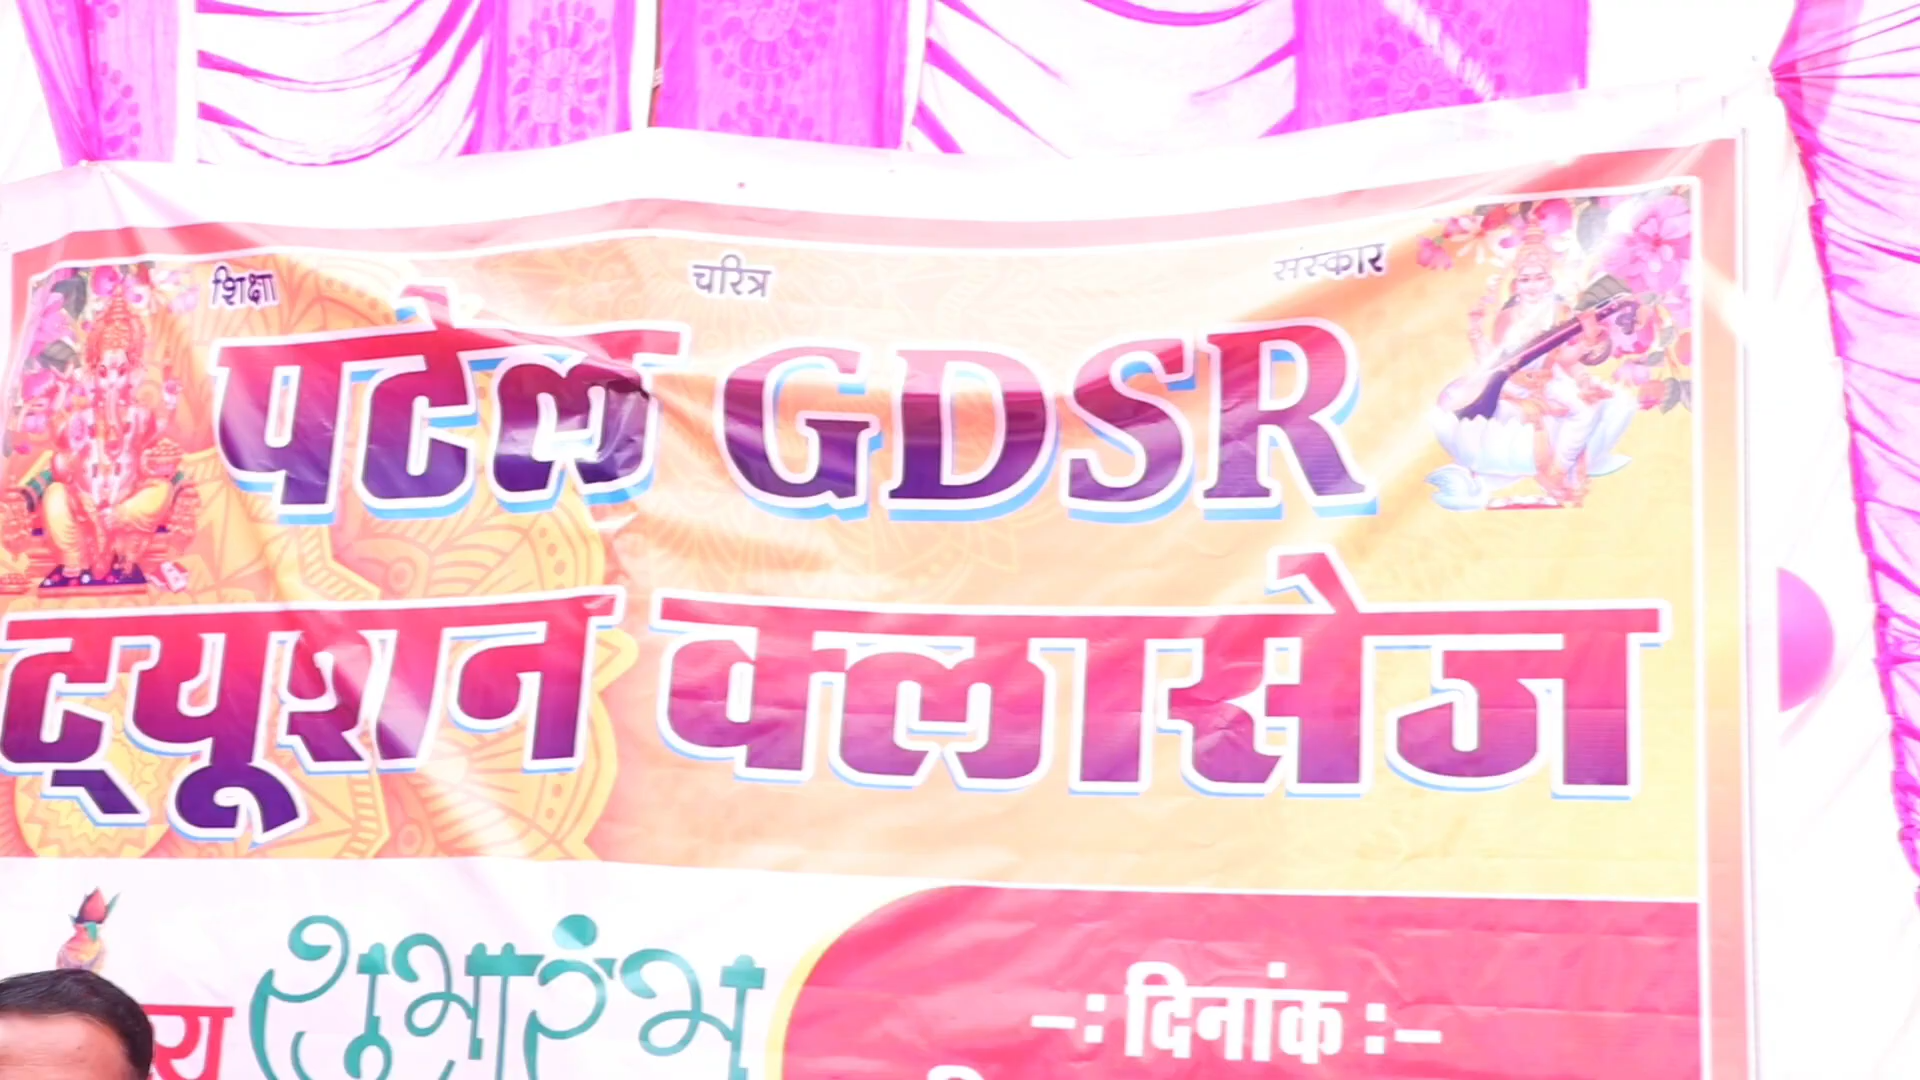 शिक्षा चरित्र संस्कार
पटेल GDSR
ट्यूशन क्लासेज
शुभारंभ
-: दिनांक :-